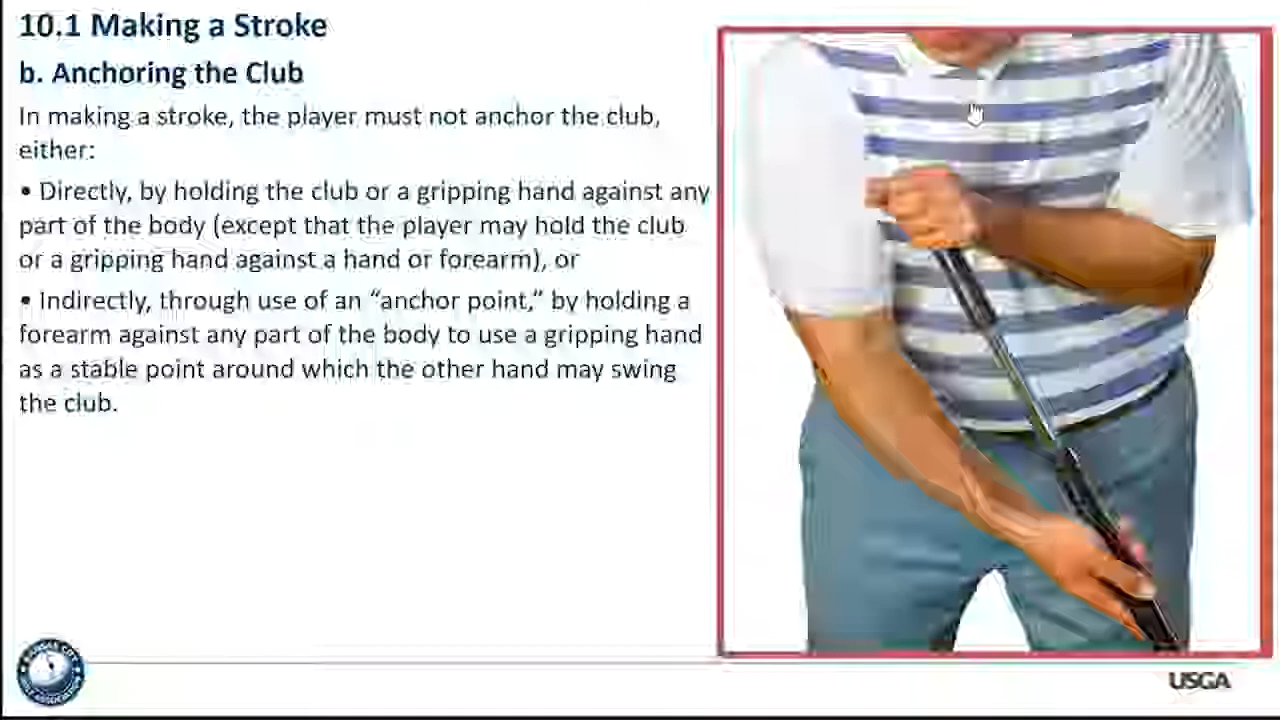 10.1 Making a Stroke
b. Anchoring the Club
In making a stroke, the player must not anchor the club,
either:
• Directly, by holding the club or a gripping hand against any
part of the body (except that the player may hold the club
or a gripping hand against a hand or forearm), or
• Indirectly, through use of an “anchor point,” by holding a
forearm against any part of the body to use a gripping hand
as a stable point around which the other hand may swing
the club.
KANSAS CITY
GOLF ASSOCIATION
USGA